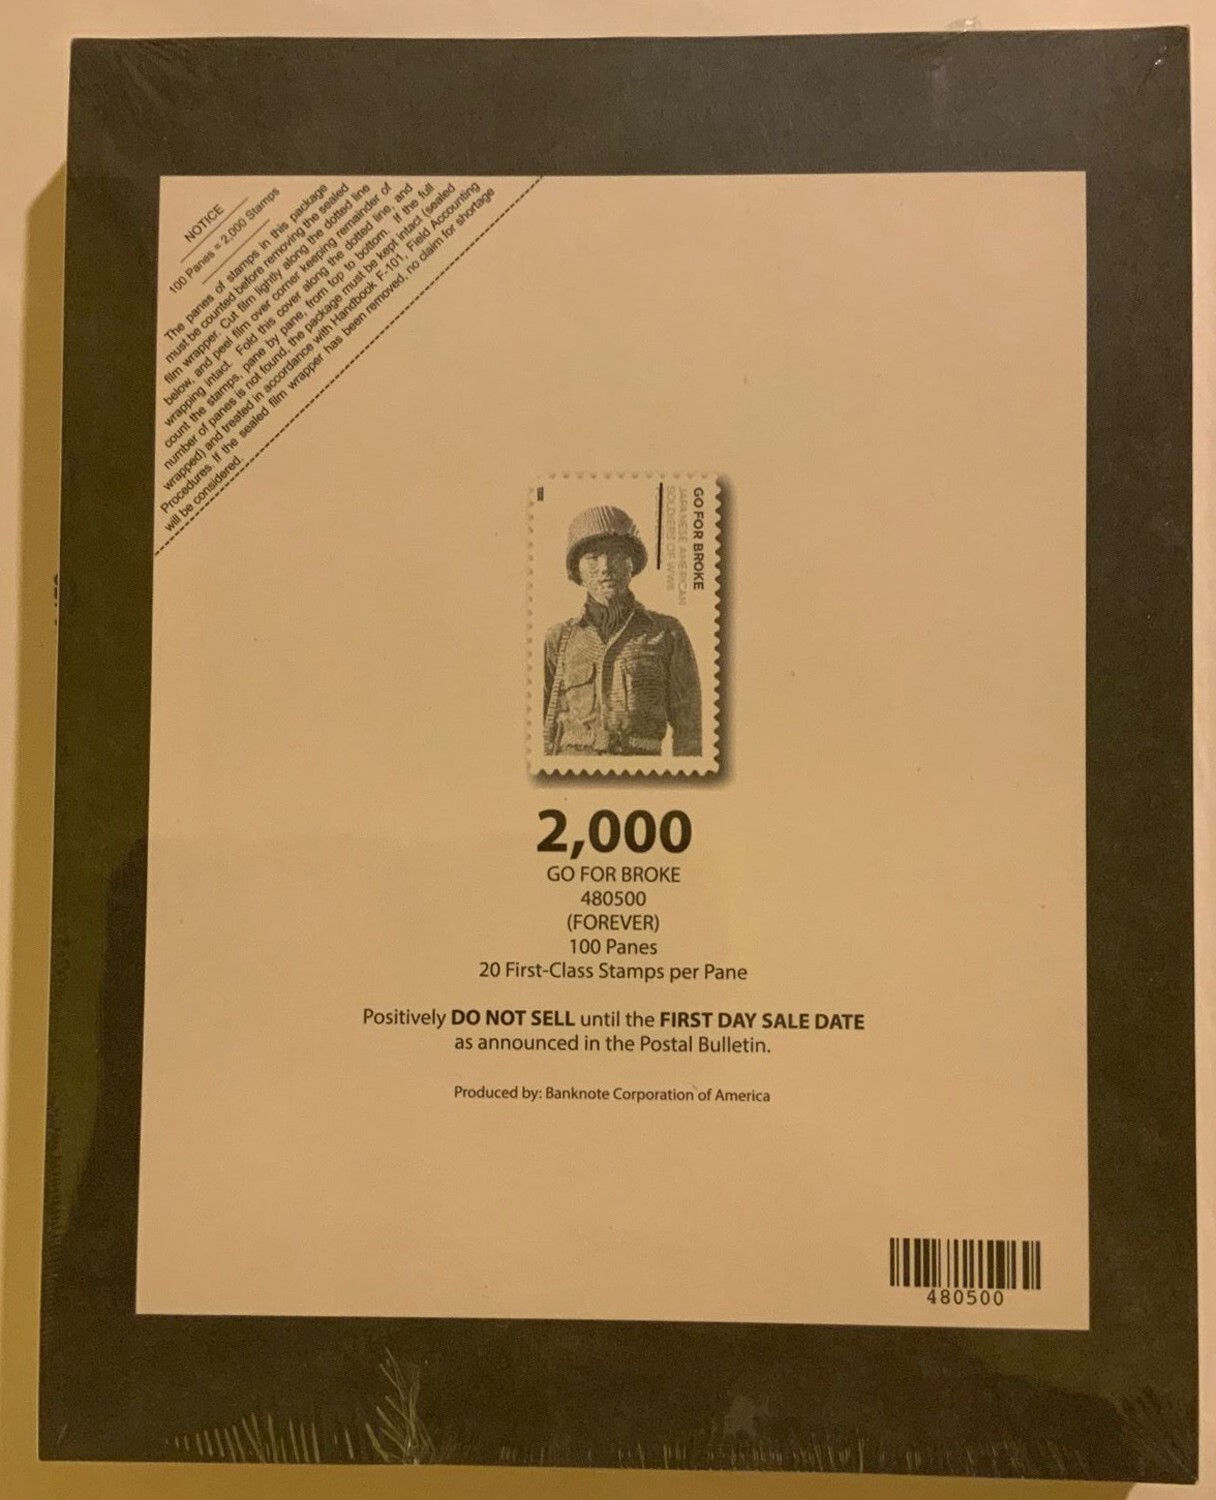 NOTICE
100 Panes = 2,000 Stamps
The panes of stamps in this package
must be counted before removing the sealed
film wrapper. Cut film lightly along the dotted line
below, and peel film over corner keeping remainder of
wrapping intact. Fold this cover along the dotted line, and
count the stamps, pane by pane, from top to bottom. If the full
number of panes is not found, the package must be kept intact (sealed
wrapped) and treated in accordance with Handbook F-101, Field Accounting
Procedures. If the sealed film wrapper has been removed, no claim for shortage
will be considered.
GO FOR BROKE
JAPANESE AMERICAN
SOLDIERS OF WWII
2,000
GO FOR BROKE
480500
(FOREVER)
100 Panes
20 First-Class Stamps per Pane
Positively DO NOT SELL until the FIRST DAY SALE DATE
as announced in the Postal Bulletin.
Produced by: Banknote Corporation of America
480500